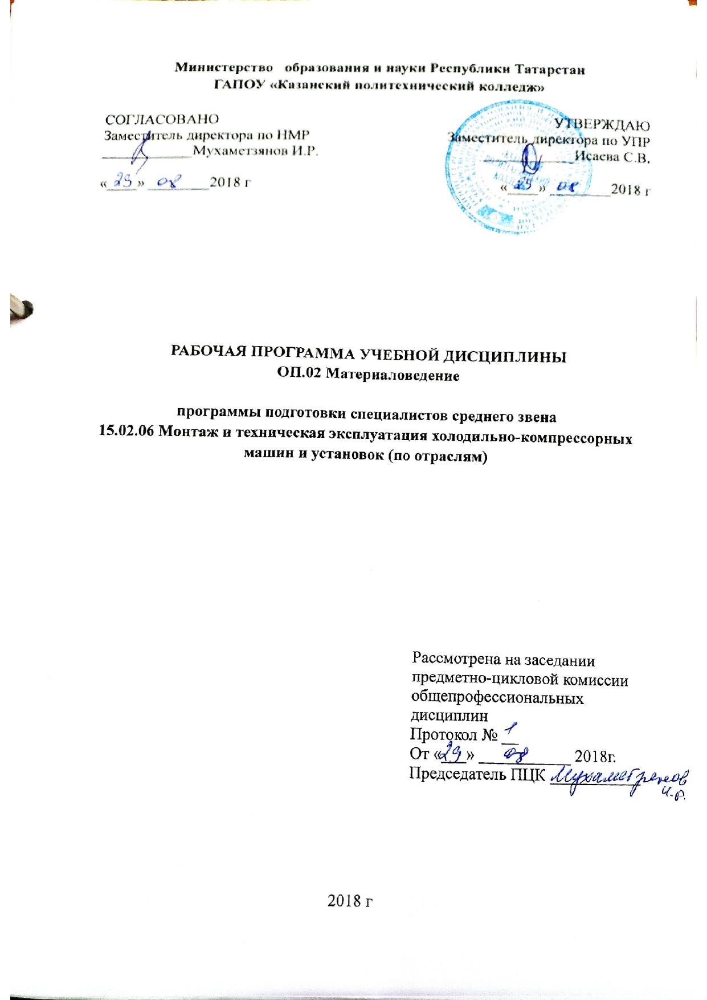 Министерство образования и науки Республики Татарстан
ГАПОУ «Казанский политехнический колледж»
СОГЛАСОВАНО
Заместитель директора по НМР
____________Мухаметзянов И.Р.
«29» 08 2018 г
УТВЕРЖДАЮ
Заместитель директора по УПР
____________Исаева С.В.
«29» 08 2018 г
РАБОЧАЯ ПРОГРАММА УЧЕБНОЙ ДИСЦИПЛИНЫ
ОП.02 Материаловедение
программы подготовки специалистов среднего звена
15.02.06 Монтаж и техническая эксплуатация холодильно-компрессорных
машин и установок (по отраслям)
Рассмотрена на заседании
предметно-цикловой комиссии
общепрофессиональных
дисциплин
Протокол № 1
От «29» 08 2018г.
Председатель ПЦК Мухаметзянов
И.Р.
2018 г